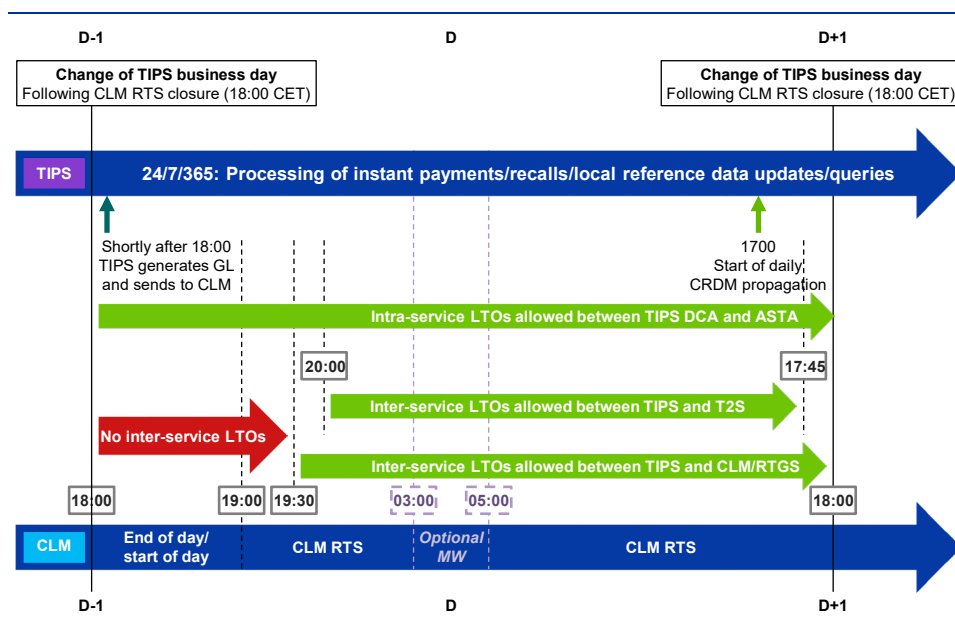 D-1
D
D+1
Change of TIPS business day
Following CLM RTS closure (18:00 CET)
Change of TIPS business day
Following CLM RTS closure (18:00 CET)
TIPS
24/7/365: Processing of instant payments/recalls/local reference data updates/queries
Shortly after 18:00
TIPS generates GL
and sends to CLM
1700
Start of daily
CRDM propagation
Intra-service LTOs allowed between TIPS DCA and ASTA
20:00
17:45
Inter-service LTOs allowed between TIPS and T2S
No inter-service LTOs
Inter-service LTOs allowed between TIPS and CLM/RTGS
18:00
19:00
19:30
03:00
05:00
18:00
CLM
End of day/
start of day
CLM RTS
Optional
MW
CLM RTS
D-1
D
D+1